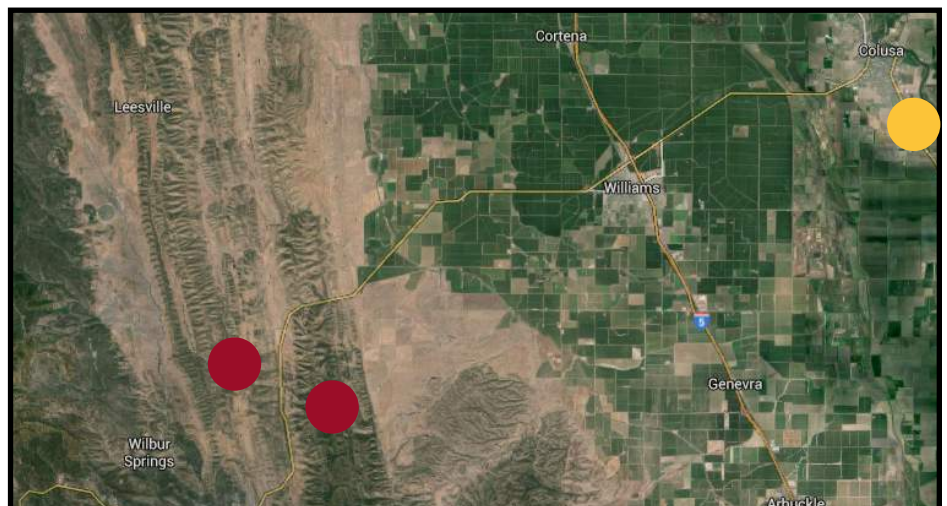 Cortena
Colusa
Leesville
Williams
5
Genevra
Wilbur
Springs
Arbuckle